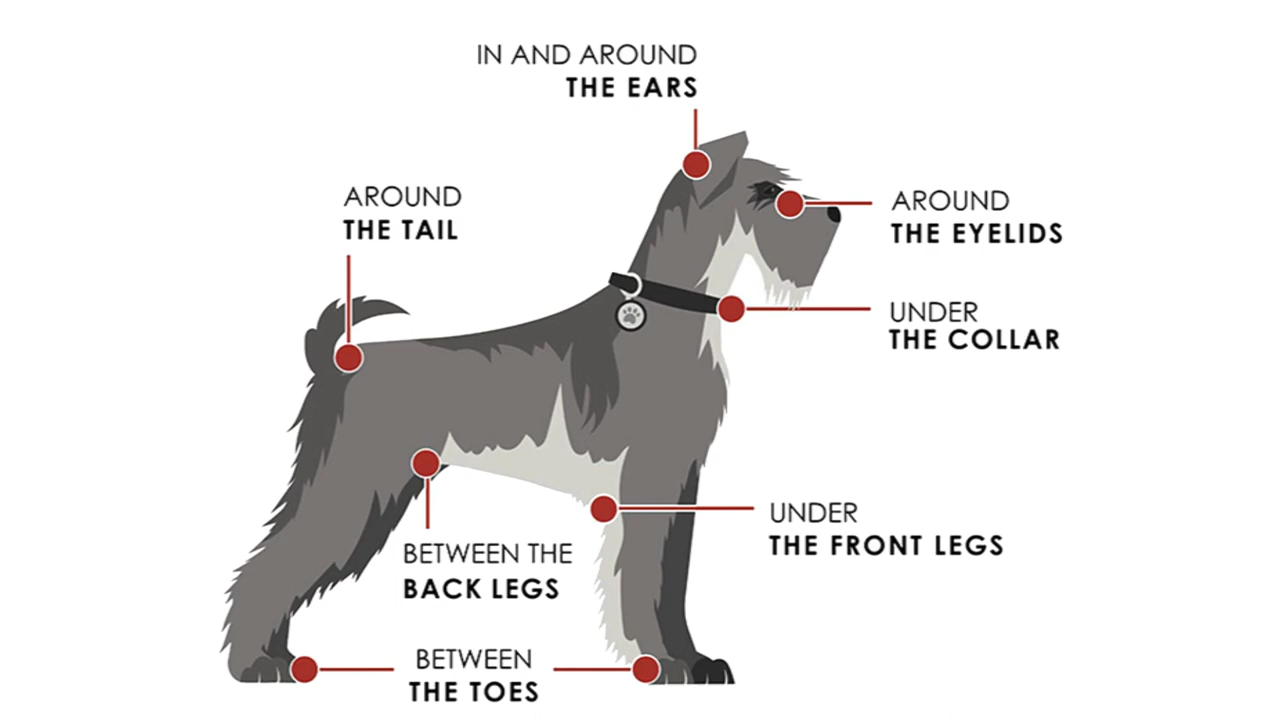 IN AND AROUND
THE EARS
AROUND
THE TAIL
AROUND
THE EYELIDS
UNDER
THE COLLAR
UNDER
THE FRONT LEGS
BETWEEN THE
BACK LEGS
BETWEEN
THE TOES